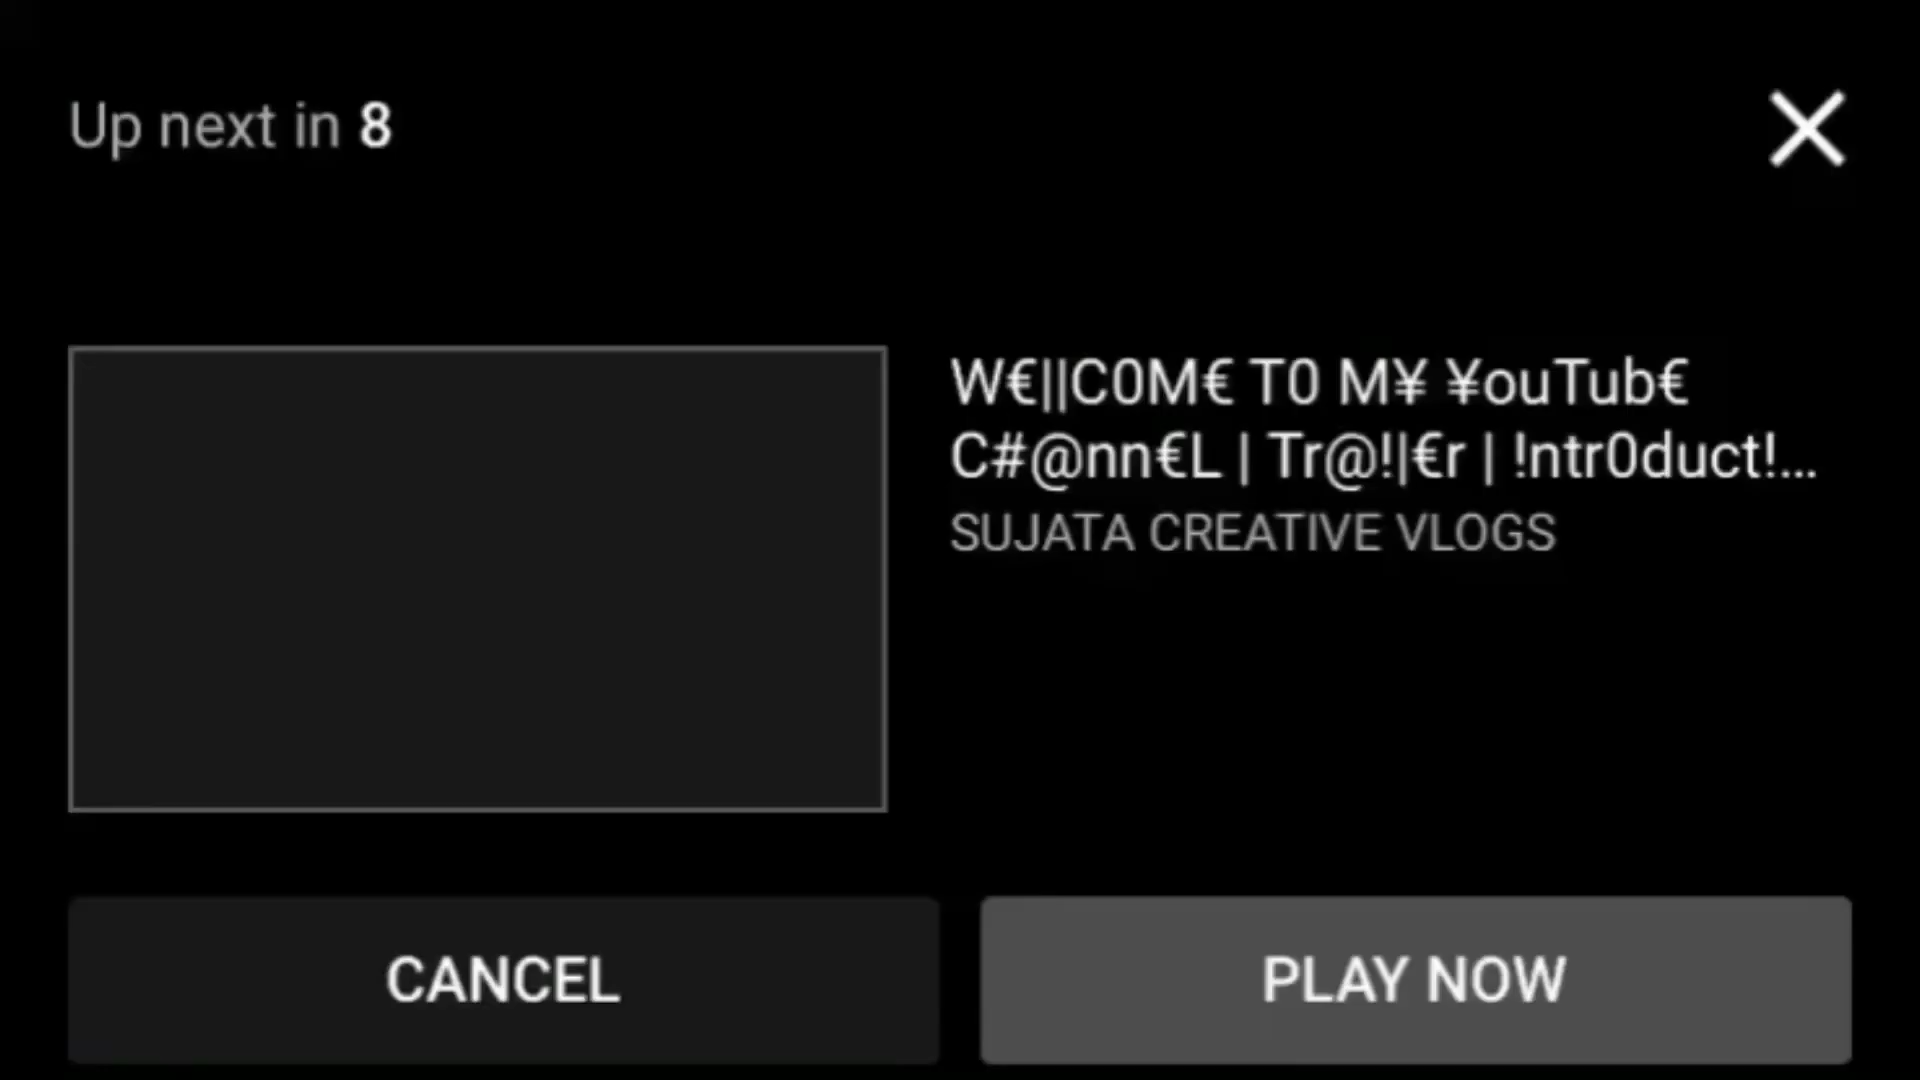 Up next in 8
W€||C0M€ T0 M¥ ¥ouTub€
C#@nn€L | Tr@!|€r | !ntr0duct!...
SUJATA CREATIVE VLOGS
CANCEL
PLAY NOW